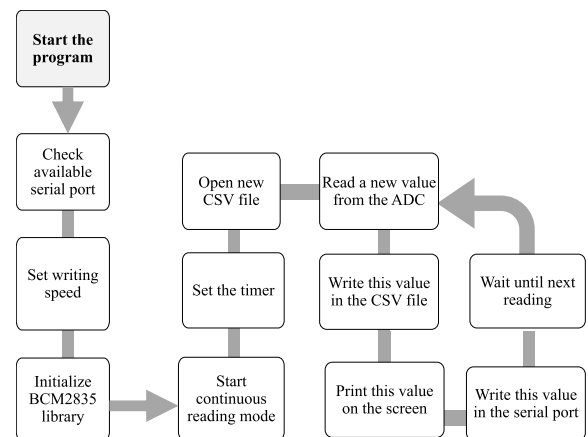 Start the
program
Check
available
serial port
Set writing
speed
Initialize
BCM2835
library
Start
continuous
reading mode
Set the timer
Open new
CSV file
Read a new value
from the ADC
Write this value
in the CSV file
Print this value
on the screen
Write this value
in the serial port
Wait until next
reading